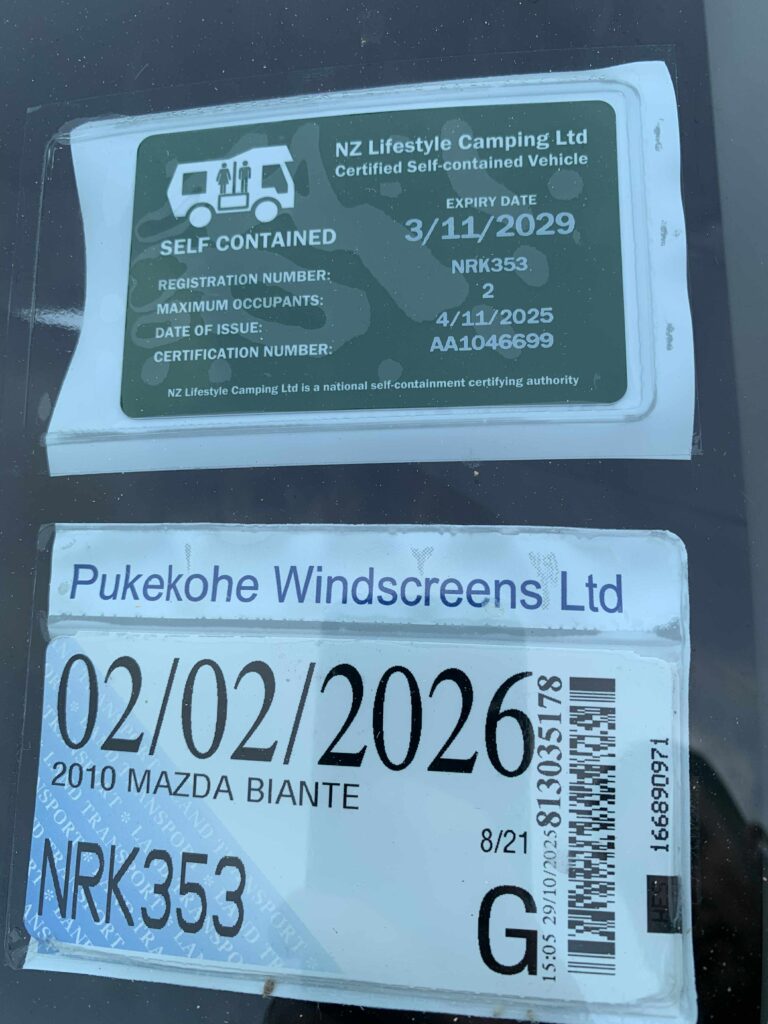 NZ Lifestyle Camping Ltd
Certified Self-contained Vehicle
SELF CONTAINED
EXPIRY DATE
3/11/2029
REGISTRATION NUMBER: NRK353
MAXIMUM OCCUPANTS: 2
DATE OF ISSUE: 4/11/2025
CERTIFICATION NUMBER: AA1046699
NZ Lifestyle Camping Ltd is a national self-containment certifying authority
Pukekohe Windscreens Ltd
02/02/2026
2010 MAZDA BIANTE
8/21
NRK353
G
15:05 29/10/2025 813035178
166890971